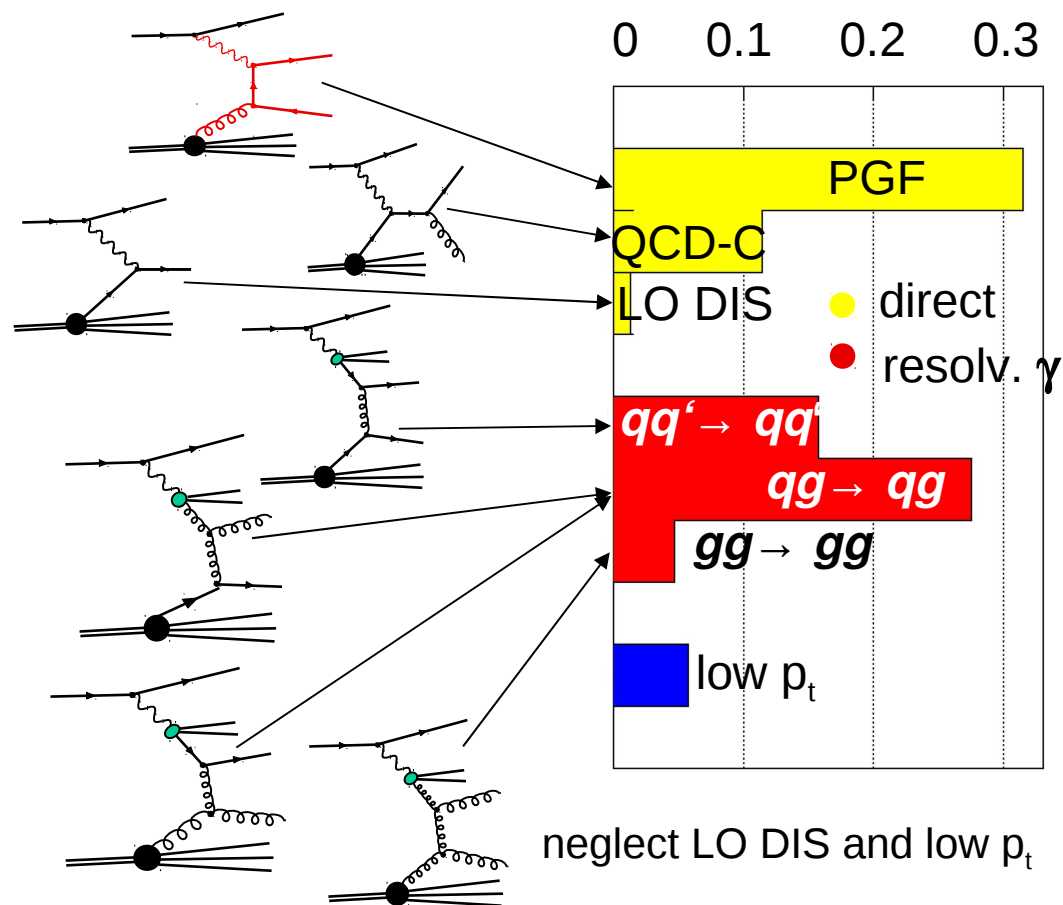 0 0.1 0.2 0.3
PGF
QCD-C
LO DIS
direct
resolv. γ
qq‘→ qq‘
qg→ qg
gg→ gg
low pₜ
neglect LO DIS and low pₜ